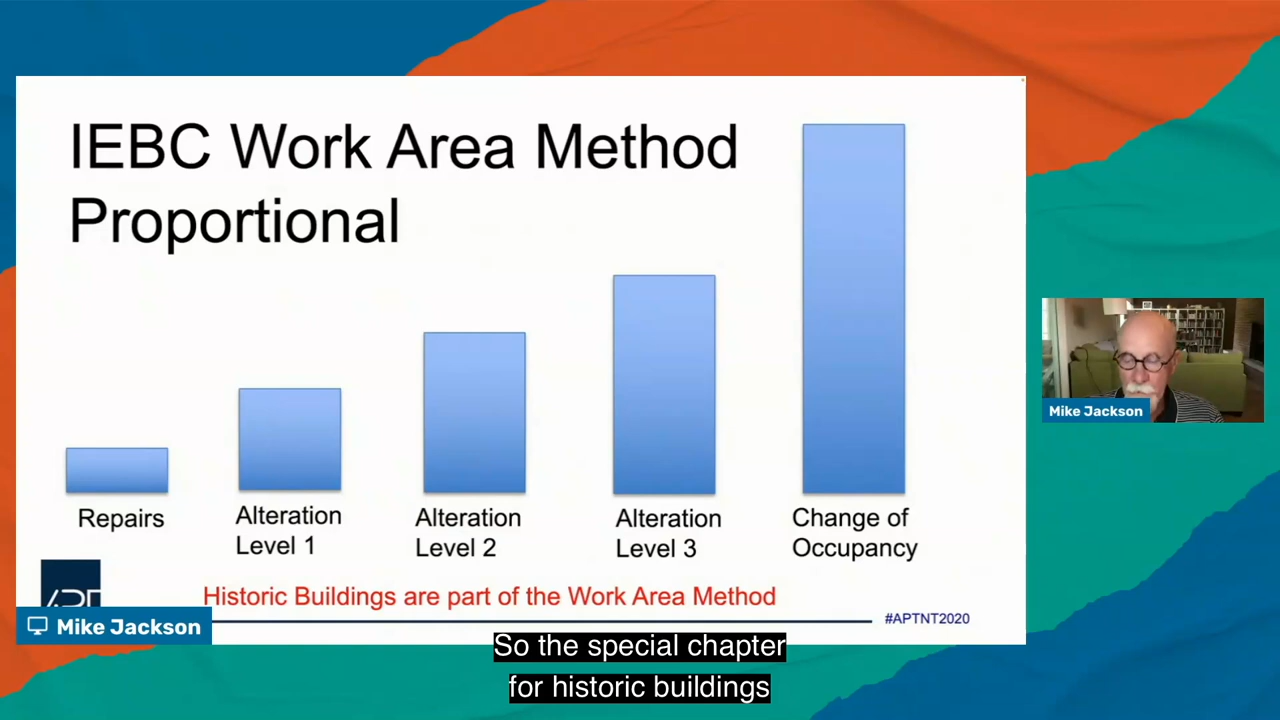 IEBC Work Area Method
Proportional
Repairs
Alteration
Level 1
Alteration
Level 2
Alteration
Level 3
Change of
Occupancy
Historic Buildings are part of the Work Area Method
#APTNT2020
Mike Jackson
Mike Jackson
So the special chapter
for historic buildings